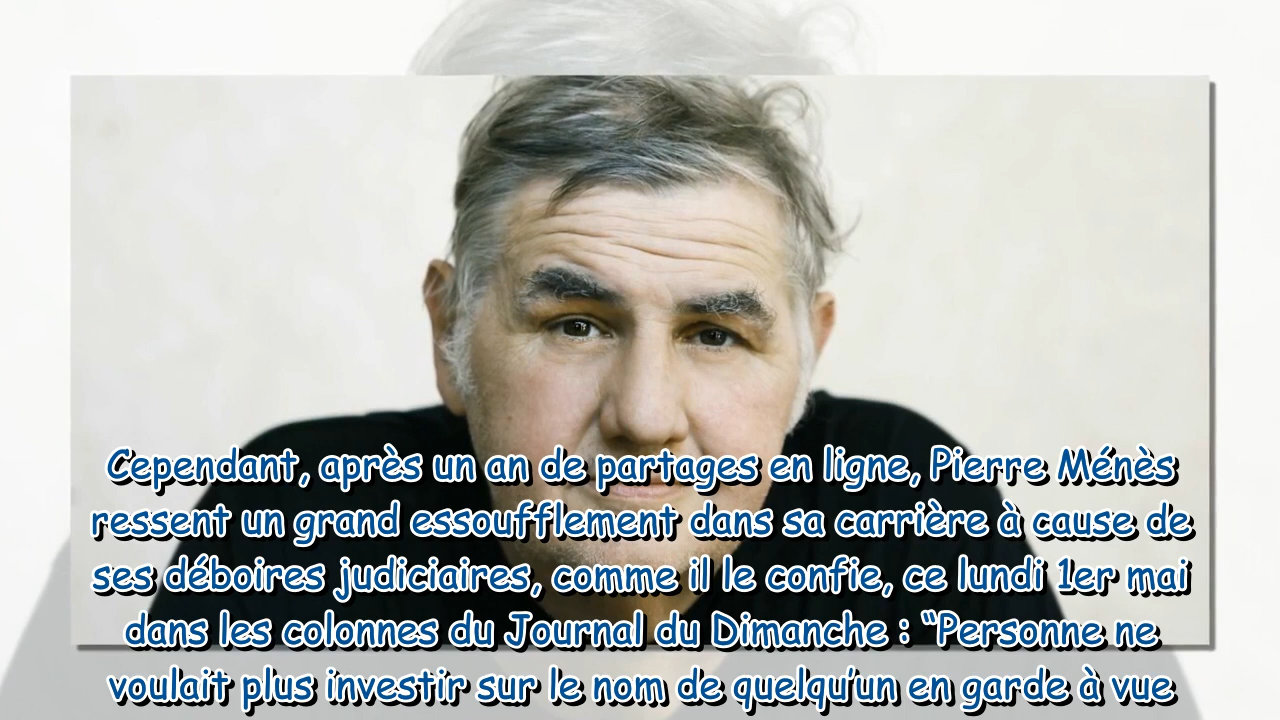 Cependant, après un an de partages en ligne, Pierre Ménès
ressent un grand essoufflement dans sa carrière à cause de
ses déboires judiciaires, comme il le confie, ce lundi 1er mai
dans les colonnes du Journal du Dimanche : “Personne ne
voulait plus investir sur le nom de quelqu’un en garde à vue